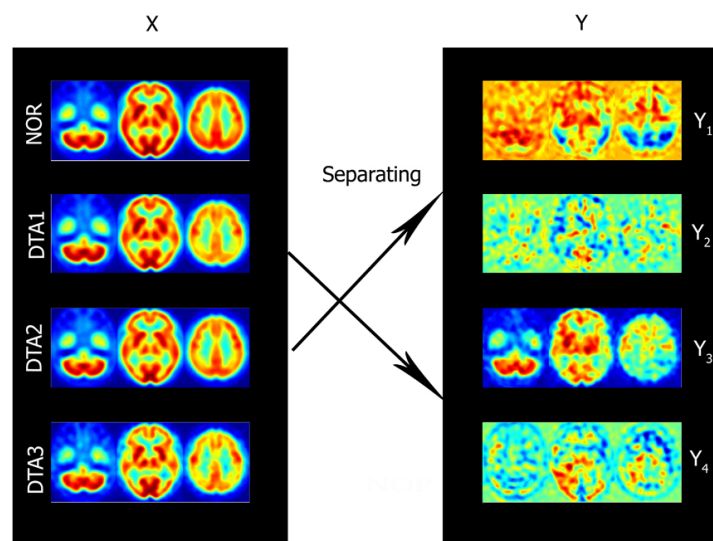 X
Y
NOR
DTA1
DTA2
DTA3
Separating
Y1
Y2
Y3
Y4